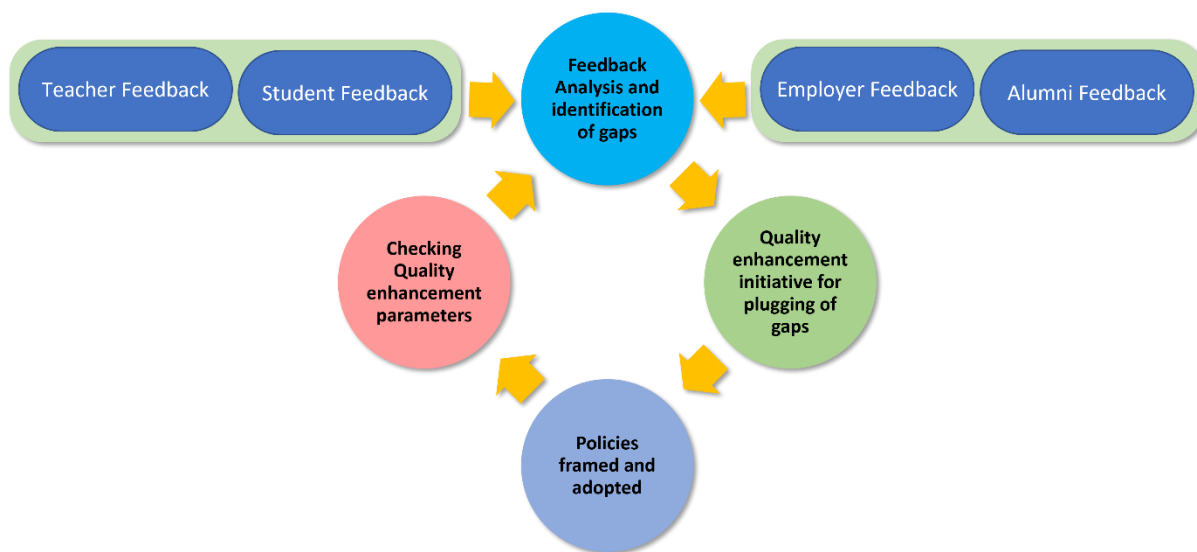 Teacher Feedback
Student Feedback
Feedback
Analysis and
identification
of gaps
Employer Feedback
Alumni Feedback
Checking
Quality
enhancement
parameters
Quality
enhancement
initiative for
plugging of
gaps
Policies
framed and
adopted